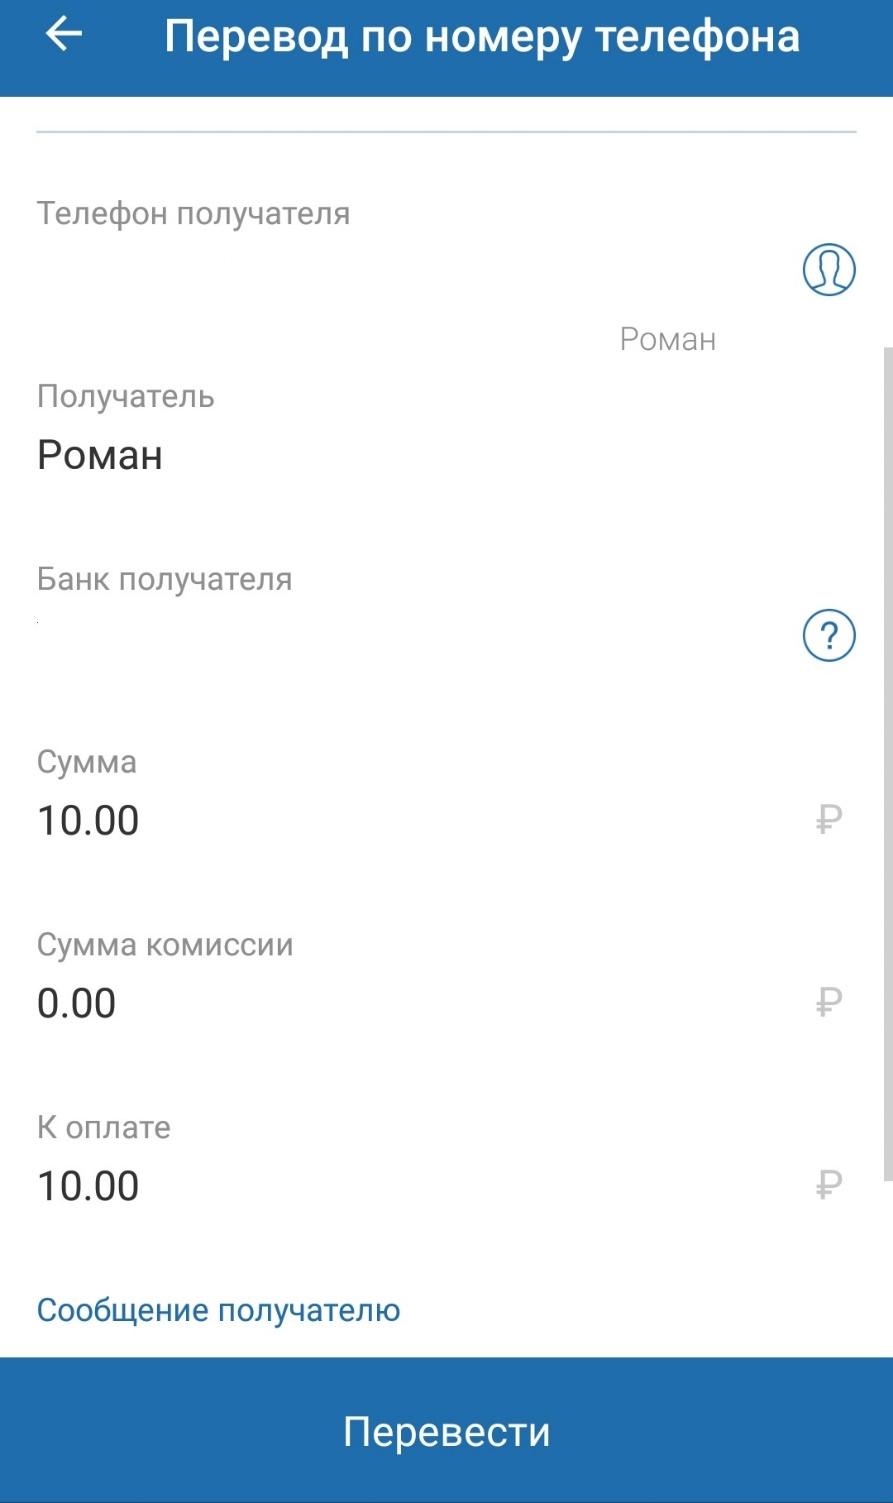 Перевод по номеру телефона
Телефон получателя
Роман
Получатель
Роман
Банк получателя
?
Сумма
10.00 ₽
Сумма комиссии
0.00 ₽
К оплате
10.00 ₽
Сообщение получателю
Перевести